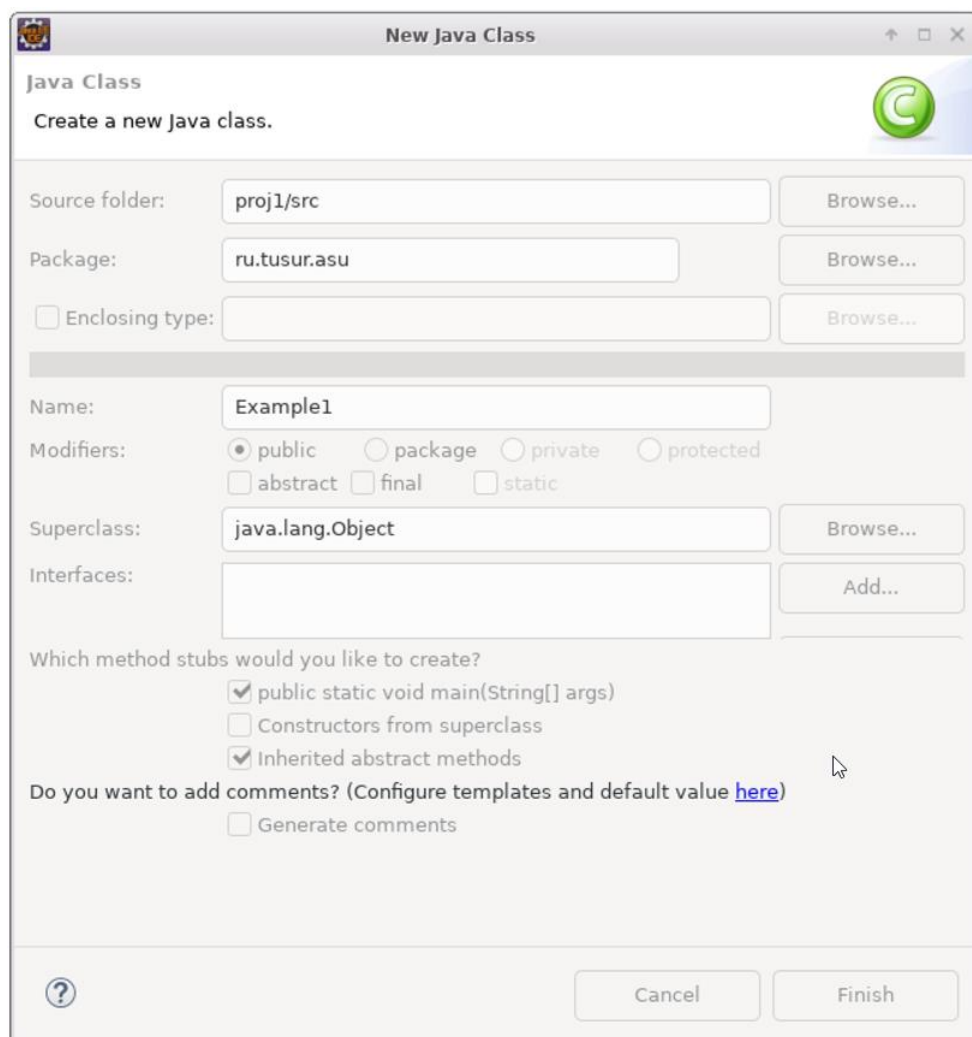 New Java Class
Java Class
Create a new Java class.
Source folder: proj1/src Browse...
Package: ru.tusur.asu Browse...
Enclosing type: Browse...
Name: Example1
Modifiers: public package private protected
abstract final static
Superclass: java.lang.Object Browse...
Interfaces: Add...
Which method stubs would you like to create?
public static void main(String[] args)
Constructors from superclass
Inherited abstract methods
Do you want to add comments? (Configure templates and default value here)
Generate comments
? Cancel Finish